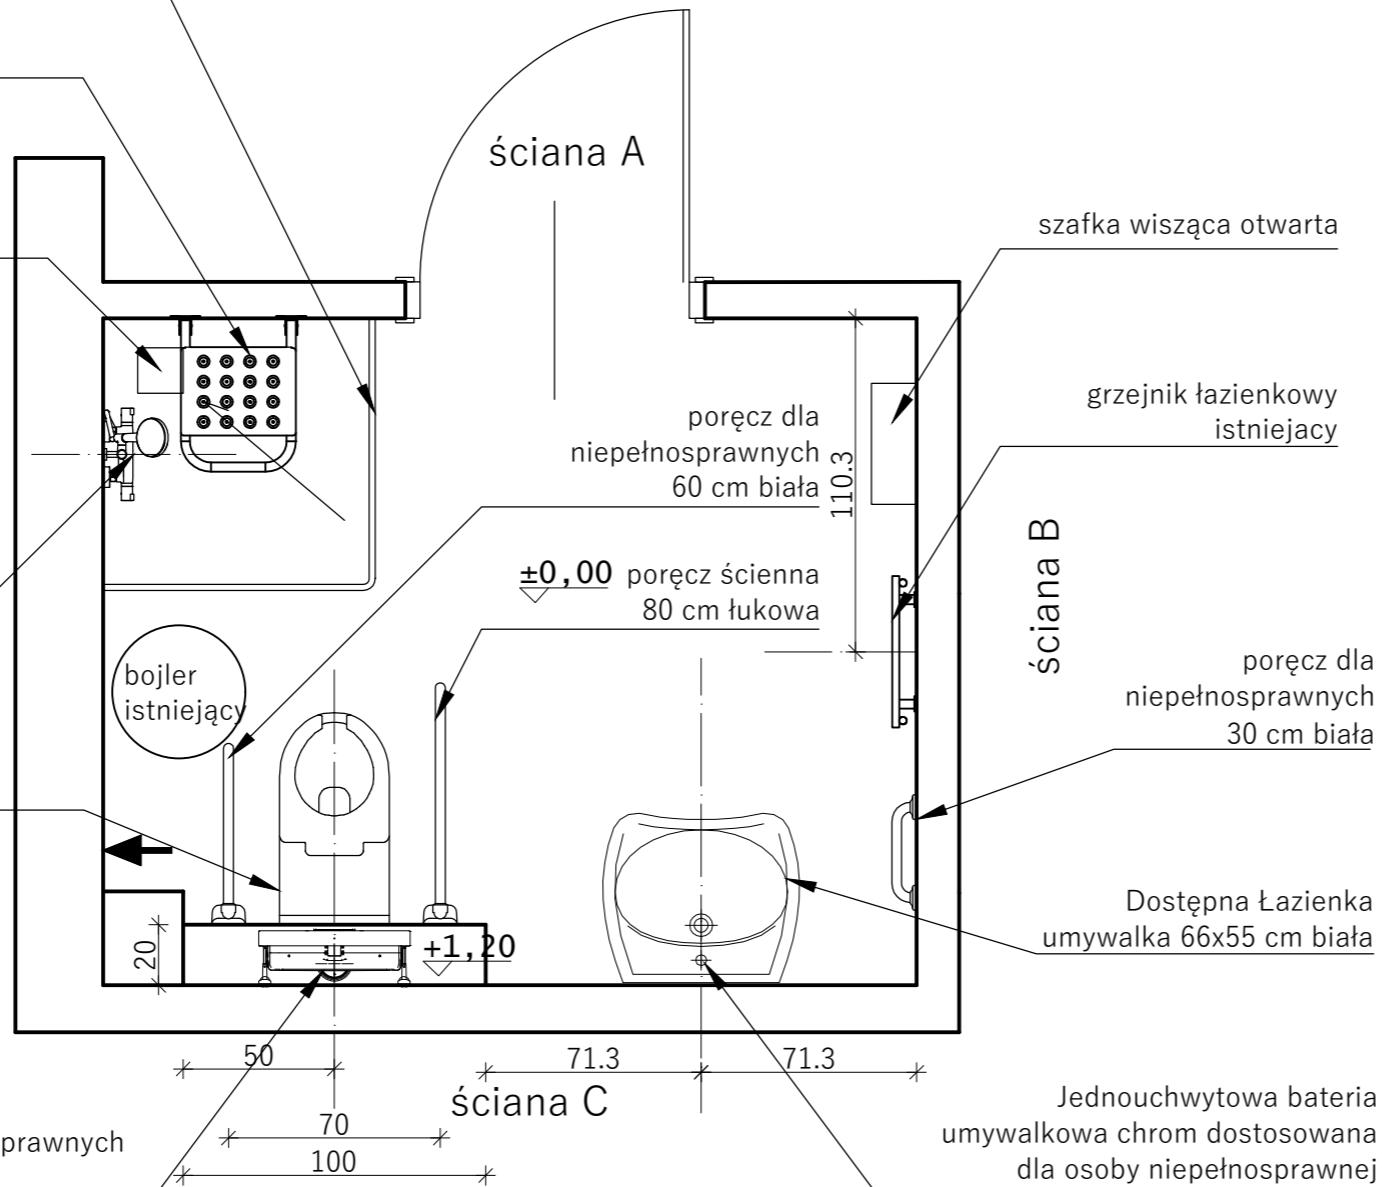 ściana A
szafka wisząca otwarta
grzejnik łazienkowy
istniejacy
poręcz dla
niepełnosprawnych
60 cm biała
110.3
ściana B
±0,00
poręcz ścienna
80 cm łukowa
bojler
istniejący
poręcz dla
niepełnosprawnych
30 cm biała
Dostępna Łazienka
umywalka 66x55 cm biała
20
+1,20
50
71.3
71.3
ściana C
70
100
prawnych
Jednouchwytowa bateria
umywalkowa chrom dostosowana
dla osoby niepełnosprawnej